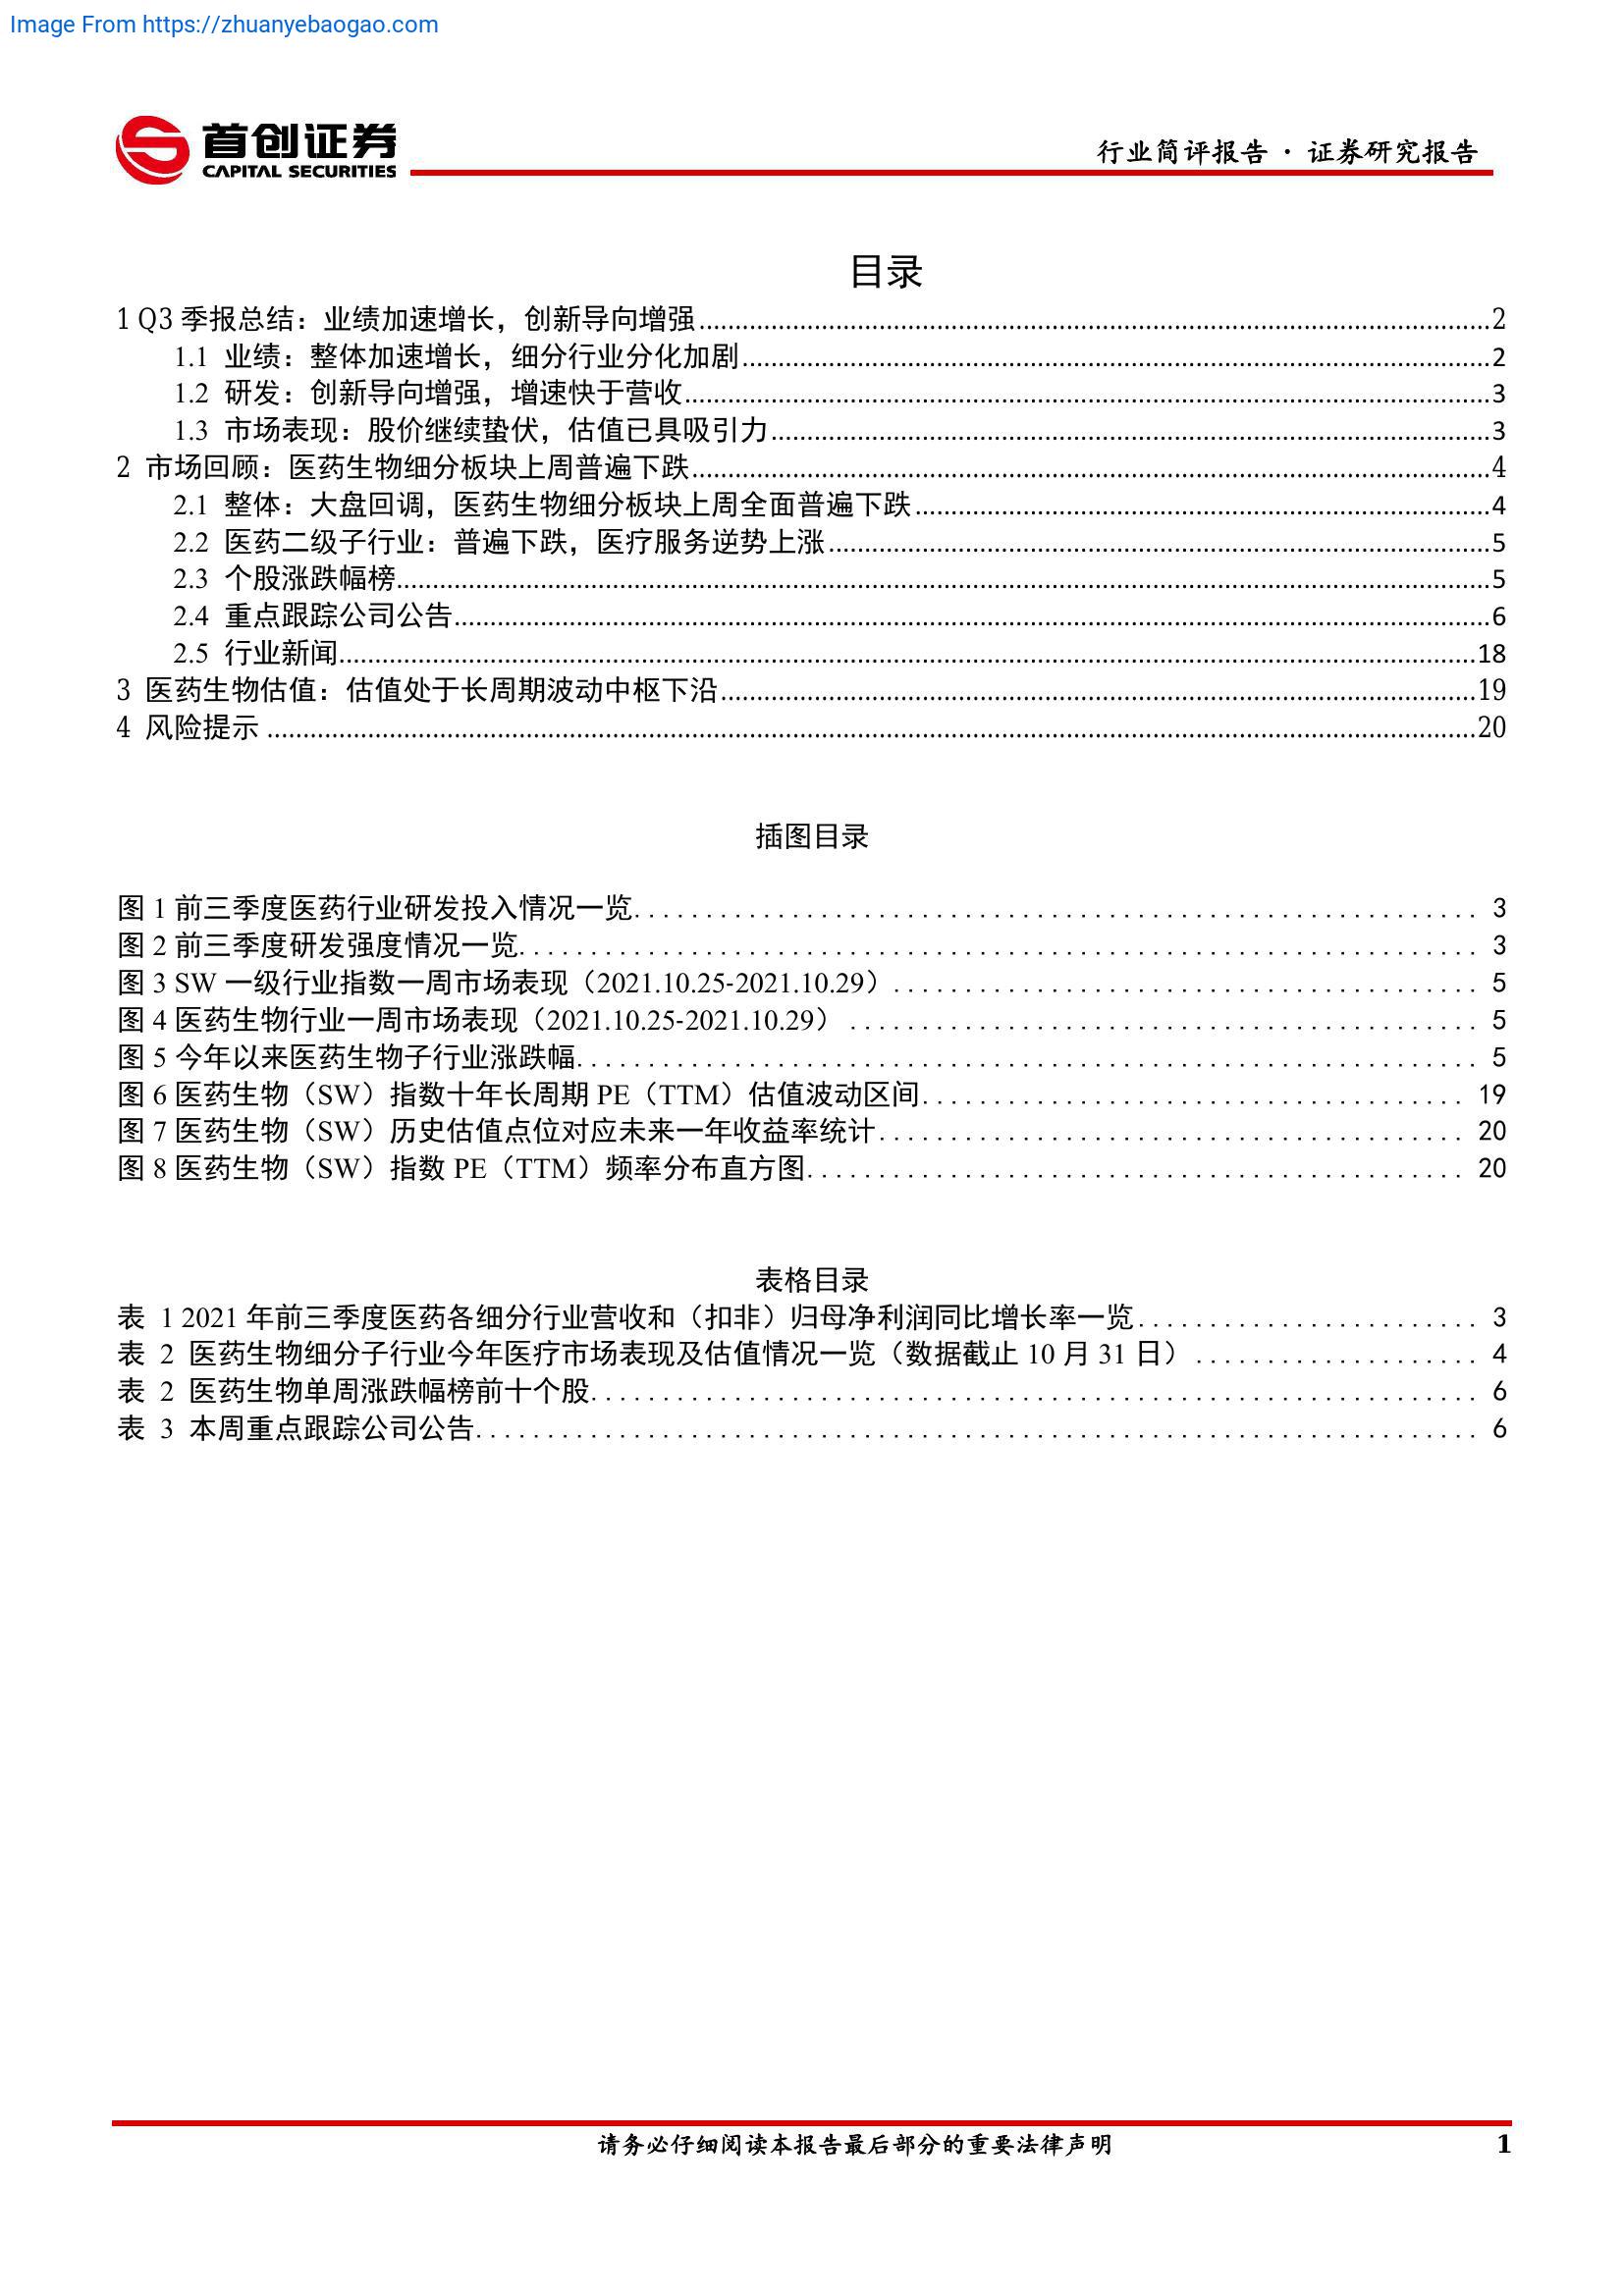 Image From https://zhuanyebaogao.com
首创证券
CAPITAL SECURITIES
行业简评报告 · 证券研究报告
目录
1 Q3 季报总结：业绩加速增长，创新导向增强 2
1.1 业绩：整体加速增长，细分行业分化加剧 2
1.2 研发：创新导向增强，增速快于营收 3
1.3 市场表现：股价继续蛰伏，估值已具吸引力 3
2 市场回顾：医药生物细分板块上周普遍下跌 4
2.1 整体：大盘回调，医药生物细分板块上周全面普遍下跌 4
2.2 医药二级子行业：普遍下跌，医疗服务逆势上涨 5
2.3 个股涨跌幅榜 5
2.4 重点跟踪公司公告 6
2.5 行业新闻 18
3 医药生物估值：估值处于长周期波动中枢下沿 19
4 风险提示 20
插图目录
图 1 前三季度医药行业研发投入情况一览 3
图 2 前三季度研发强度情况一览 3
图 3 SW 一级行业指数一周市场表现（2021.10.25-2021.10.29） 5
图 4 医药生物行业一周市场表现（2021.10.25-2021.10.29） 5
图 5 今年以来医药生物子行业涨跌幅 5
图 6 医药生物（SW）指数十年长周期 PE（TTM）估值波动区间 19
图 7 医药生物（SW）历史估值点位对应未来一年收益率统计 20
图 8 医药生物（SW）指数 PE（TTM）频率分布直方图 20
表格目录
表 1 2021 年前三季度医药各细分行业营收和（扣非）归母净利润同比增长率一览 3
表 2 医药生物细分子行业今年医疗市场表现及估值情况一览（数据截止 10 月 31 日） 4
表 2 医药生物单周涨跌幅榜前十个股 6
表 3 本周重点跟踪公司公告 6
请务必仔细阅读本报告最后部分的重要法律声明 1